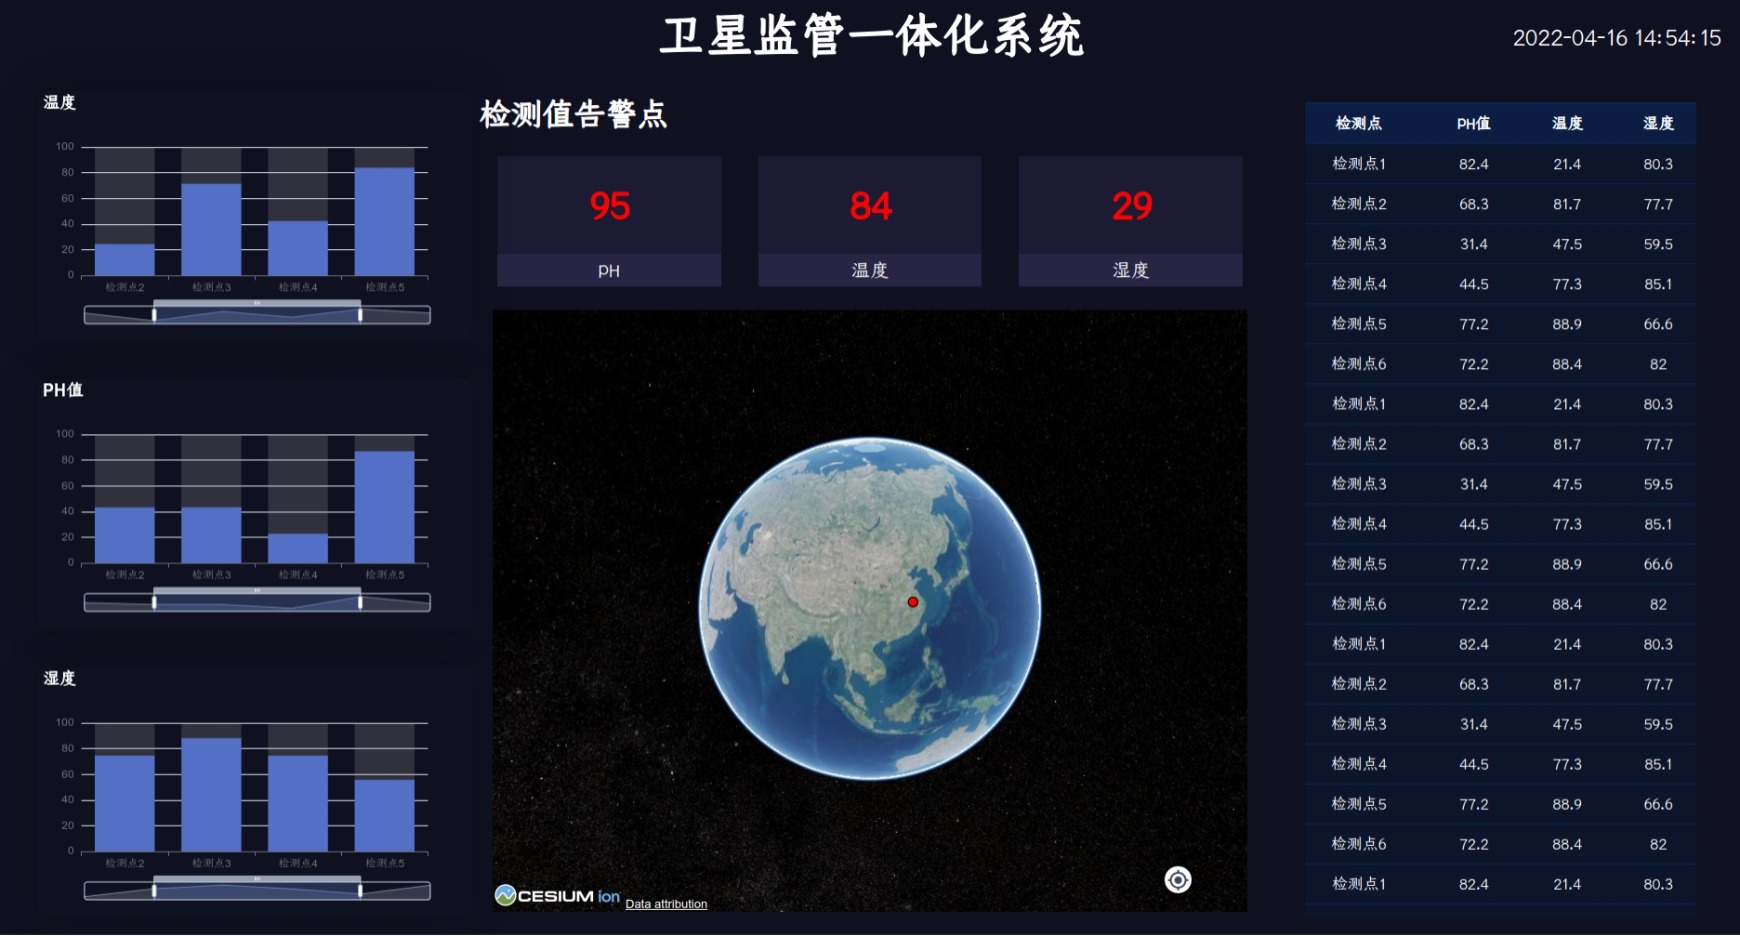 卫星监管一体化系统
2022-04-16 14:54:15
温度
100
80
60
40
20
0
检测点2 检测点3 检测点4 检测点5
PH值
100
80
60
40
20
0
检测点2 检测点3 检测点4 检测点5
湿度
100
80
60
40
20
0
检测点2 检测点3 检测点4 检测点5
检测值告警点
95 84 29
PH 温度 湿度
CESIUM ion Data attribution
检测点 PH值 温度 湿度
检测点1 82.4 21.4 80.3
检测点2 68.3 81.7 77.7
检测点3 31.4 47.5 59.5
检测点4 44.5 77.3 85.1
检测点5 77.2 88.9 66.6
检测点6 72.2 88.4 82
检测点1 82.4 21.4 80.3
检测点2 68.3 81.7 77.7
检测点3 31.4 47.5 59.5
检测点4 44.5 77.3 85.1
检测点5 77.2 88.9 66.6
检测点6 72.2 88.4 82
检测点1 82.4 21.4 80.3
检测点2 68.3 81.7 77.7
检测点3 31.4 47.5 59.5
检测点4 44.5 77.3 85.1
检测点5 77.2 88.9 66.6
检测点6 72.2 88.4 82
检测点1 82.4 21.4 80.3